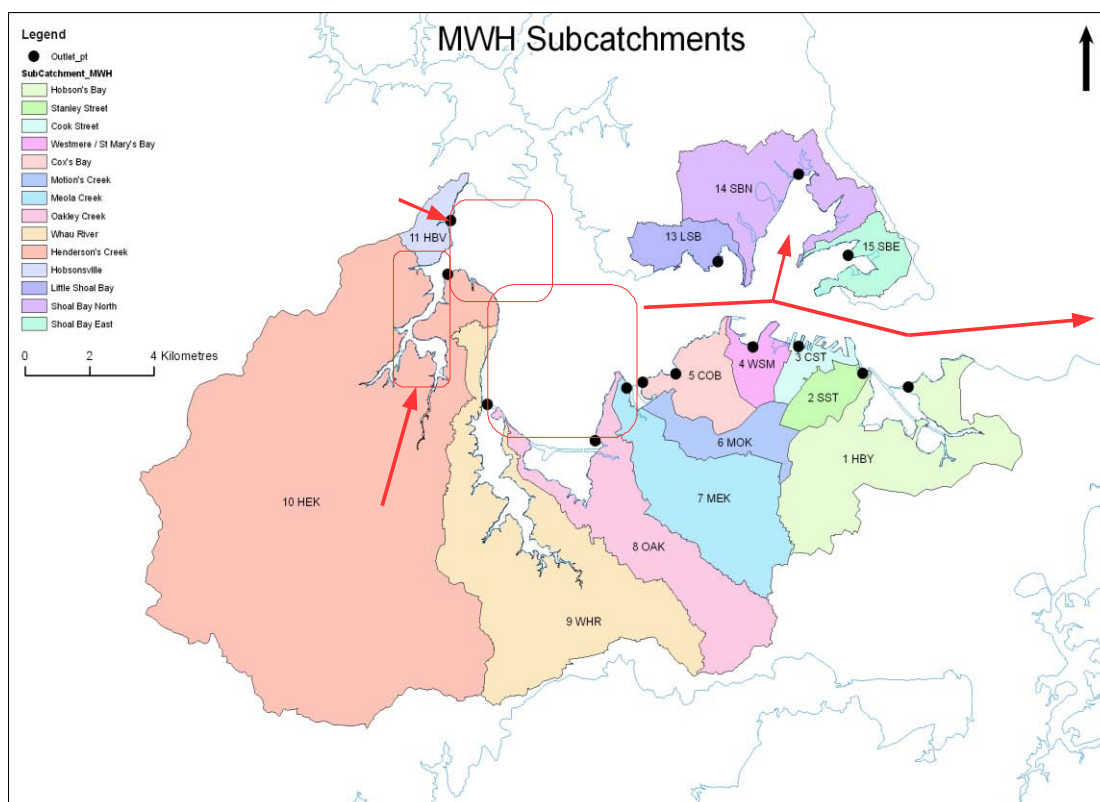 MWH Subcatchments
Legend
Outlet_pt
SubCatchment_MWH
Hobson's Bay
Stanley Street
Cook Street
Westmere / St Mary's Bay
Cox's Bay
Motion's Creek
Meola Creek
Oakley Creek
Whau River
Henderson's Creek
Hobsonsville
Little Shoal Bay
Shoal Bay North
Shoal Bay East
0 2 4 Kilometres
14 SBN
13 LSB
11 HBV
15 SBE
4 WSM
3 CST
5 COB
2 SST
6 MOK
1 HBY
10 HEK
7 MEK
8 OAK
9 WHR